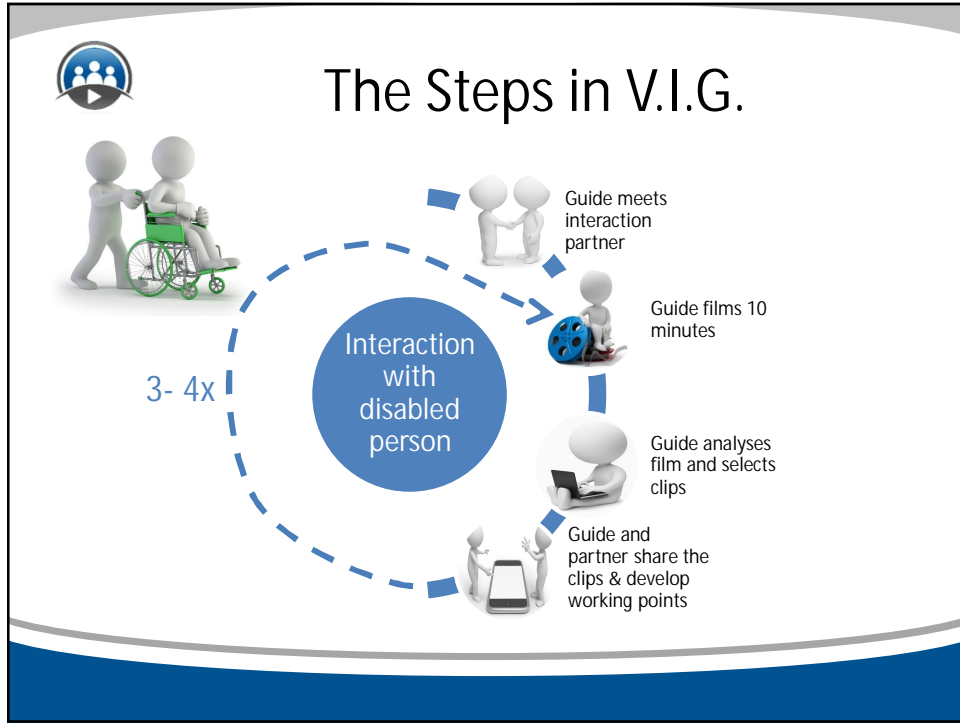 The Steps in V.I.G.
Guide meets
interaction
partner
Guide films 10
minutes
Interaction
with
disabled
person
3- 4x
Guide analyses
film and selects
clips
Guide and
partner share the
clips & develop
working points